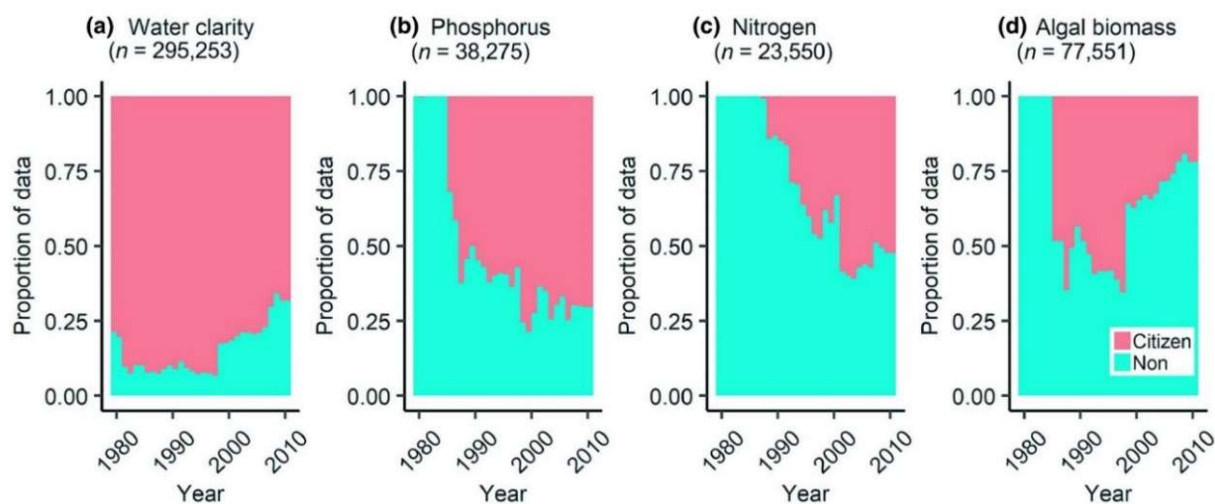 (a) Water clarity
(n = 295,253)
(b) Phosphorus
(n = 38,275)
(c) Nitrogen
(n = 23,550)
(d) Algal biomass
(n = 77,551)
Proportion of data
1.00
0.75
0.50
0.25
0.00
1980
1990
2000
2010
Year
Proportion of data
1.00
0.75
0.50
0.25
0.00
1980
1990
2000
2010
Year
Proportion of data
1.00
0.75
0.50
0.25
0.00
1980
1990
2000
2010
Year
Proportion of data
1.00
0.75
0.50
0.25
0.00
Citizen
Non
1980
1990
2000
2010
Year